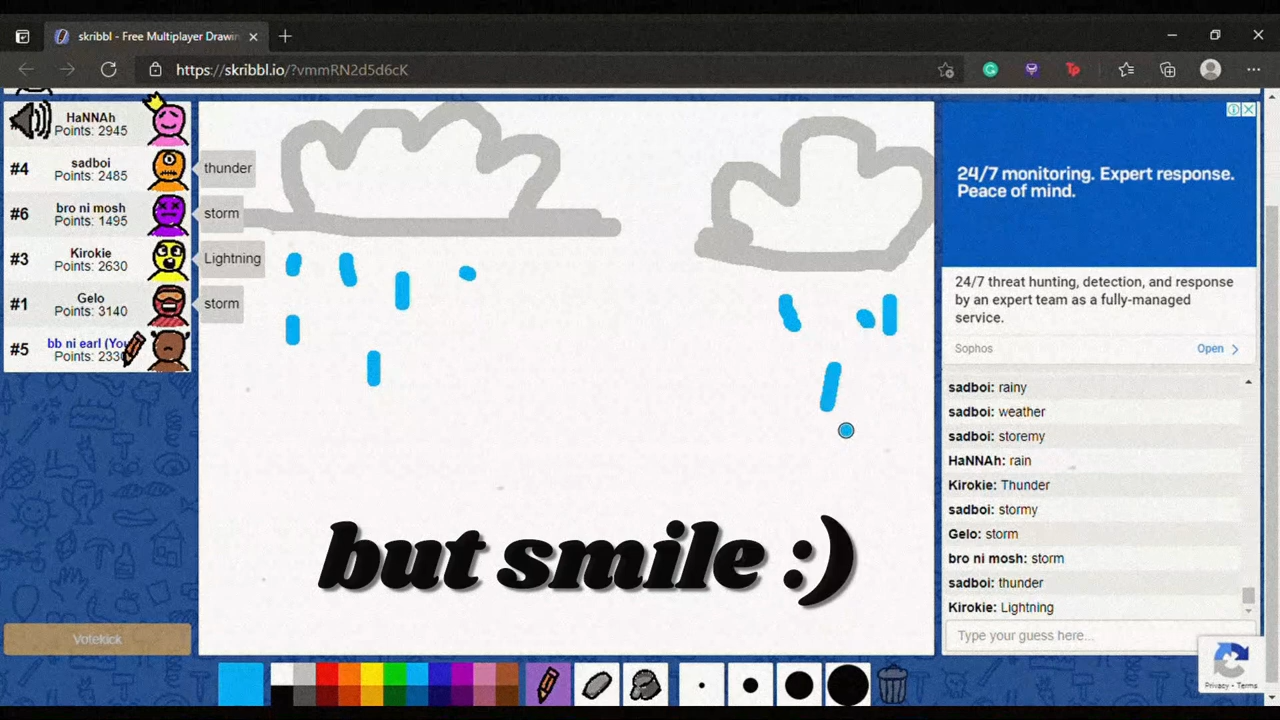 skribbl - Free Multiplayer Drawin
https://skribbl.io/?vmmRN2d5d6cK
HaNNAh
Points: 2945
#4
sadboi
Points: 2485
thunder
#6
bro ni mosh
Points: 1495
storm
#3
Kirokie
Points: 2630
Lightning
#1
Gelo
Points: 3140
storm
#5
bb ni earl (You
Points: 2330
Votekick
but smile :)
24/7 monitoring. Expert response.
Peace of mind.
24/7 threat hunting, detection, and response
by an expert team as a fully-managed
service.
Sophos
Open
sadboi: rainy
sadboi: weather
sadboi: storemy
HaNNAh: rain
Kirokie: Thunder
sadboi: stormy
Gelo: storm
bro ni mosh: storm
sadboi: thunder
Kirokie: Lightning
Type your guess here...
Privacy - Terms